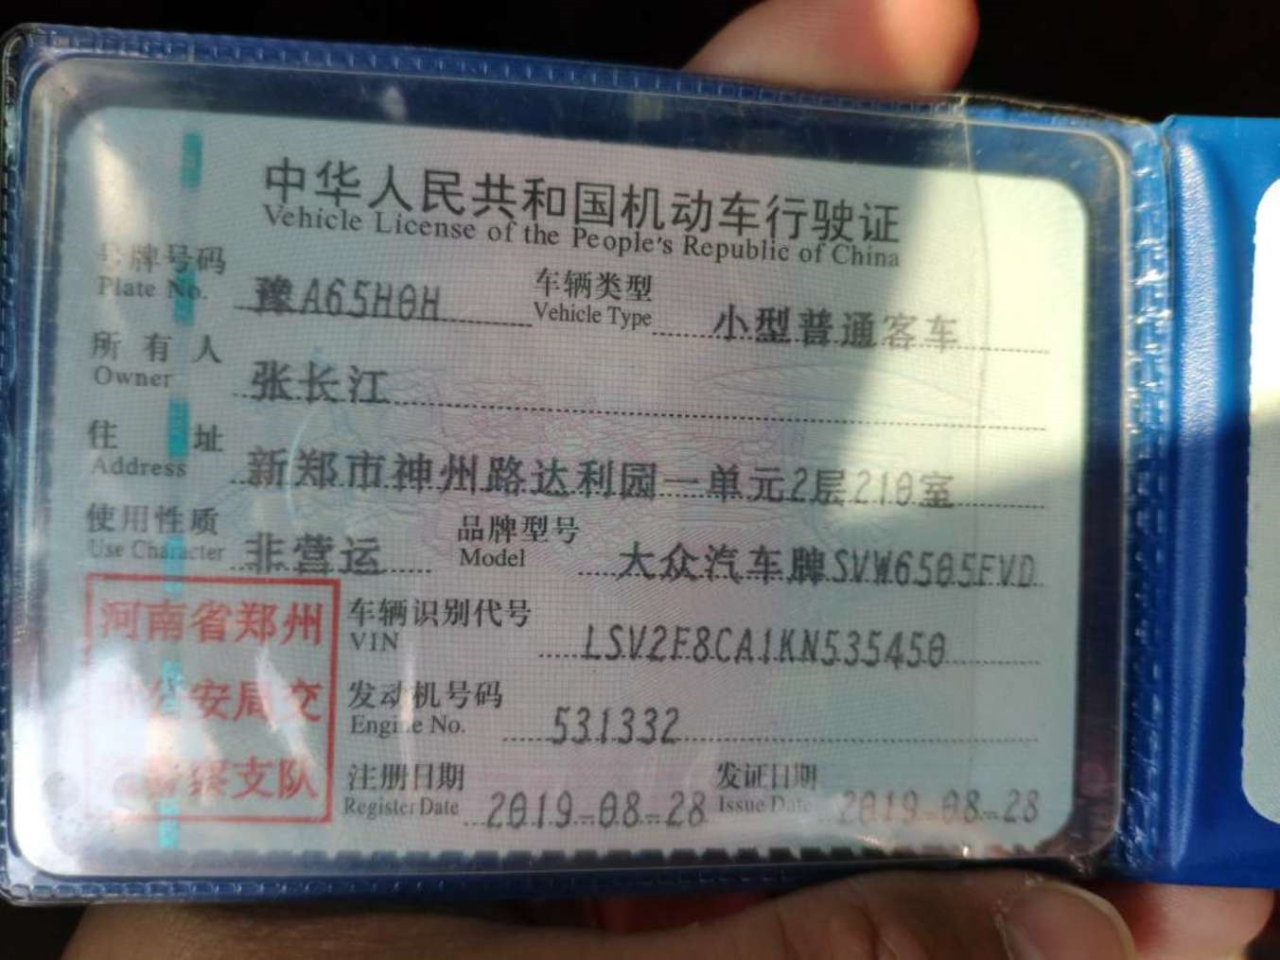 中华人民共和国机动车行驶证
Vehicle License of the People's Republic of China
号牌号码 豫A65H0H 车辆类型 小型普通客车
Plate No. Vehicle Type
所有人 张长江
Owner
住址 新郑市神州路达利园一单元2层210室
Address
使用性质 非营运 品牌型号 大众汽车牌SVW6505FVD
Use Character Model
河南省郑州
市公安局交
警察支队
车辆识别代号 LSV2F8CA1KN535450
VIN
发动机号码 531332
Engine No.
注册日期 2019-08-28 发证日期 2019-08-28
Register Date Issue Date